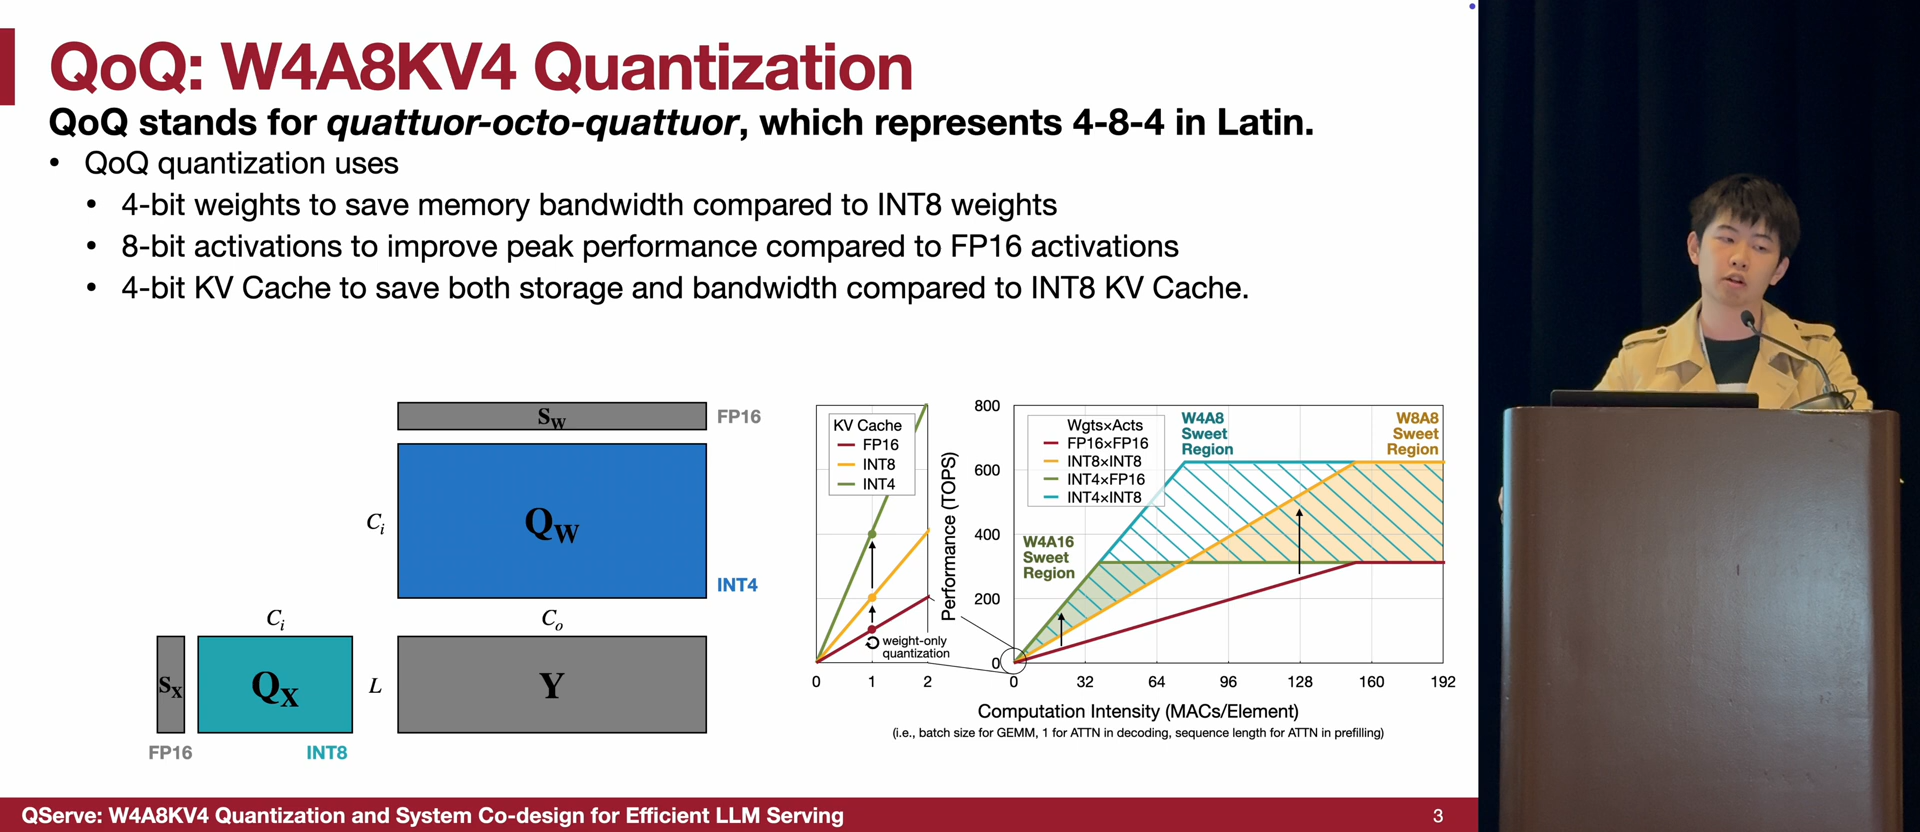 QoQ: W4A8KV4 Quantization
QoQ stands for quattuor-octo-quattuor, which represents 4-8-4 in Latin.
• QoQ quantization uses
• 4-bit weights to save memory bandwidth compared to INT8 weights
• 8-bit activations to improve peak performance compared to FP16 activations
• 4-bit KV Cache to save both storage and bandwidth compared to INT8 KV Cache.
S_W
FP16
C_i
Q_W
INT4
C_i
C_o
S_X
Q_X
L
Y
FP16
INT8
KV Cache
FP16
INT8
INT4
weight-only
quantization
0
1
2
Performance (TOPS)
800
600
400
200
0
Wgts×Acts
FP16×FP16
INT8×INT8
INT4×FP16
INT4×INT8
W4A8
Sweet
Region
W8A8
Sweet
Region
W4A16
Sweet
Region
0
32
64
96
128
160
192
Computation Intensity (MACs/Element)
(i.e., batch size for GEMM, 1 for ATTN in decoding, sequence length for ATTN in prefilling)
QServe: W4A8KV4 Quantization and System Co-design for Efficient LLM Serving
3